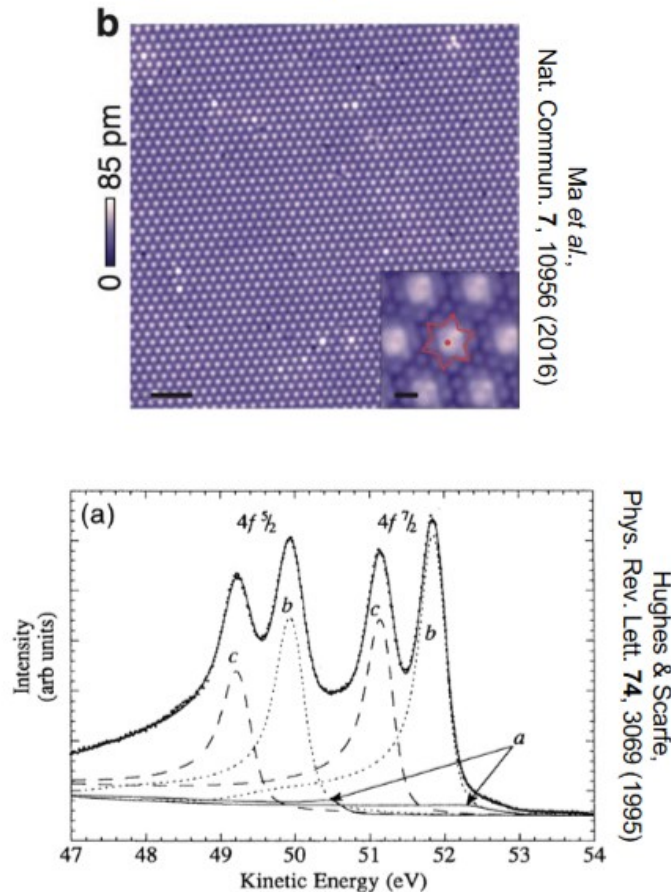 b
0 85 pm
Ma et al.,
Nat. Commun. 7, 10956 (2016)
(a)
4f 5/2
4f 7/2
b
b
c
c
a
Intensity
(arb units)
47 48 49 50 51 52 53 54
Kinetic Energy (eV)
Hughes & Scarfe,
Phys. Rev. Lett. 74, 3069 (1995)